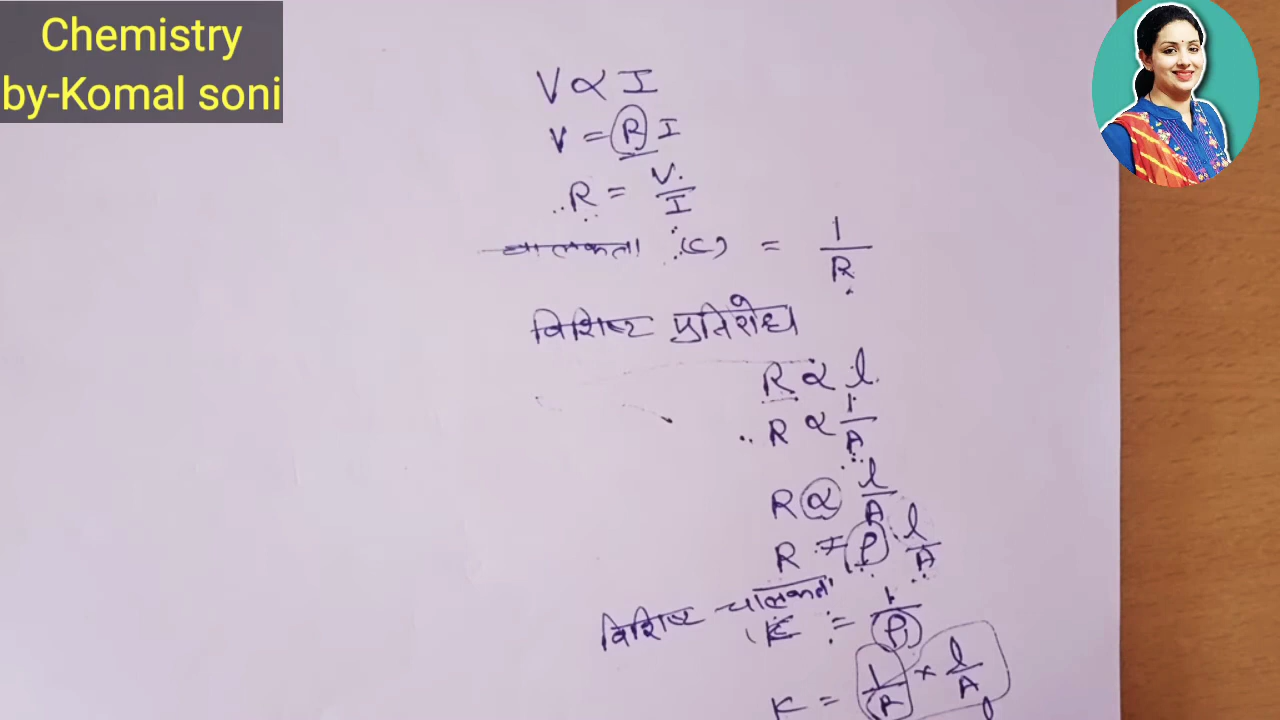 Chemistry
by-Komal soni
V ∝ I
V = R I
R = V/I
चालकता (C) = 1/R
विशिष्ट प्रतिरोध
R ∝ l
R ∝ 1/A
R ∝ l/A
R = ρ l/A
विशिष्ट चालकता
K = 1/ρ
K = 1/R × l/A